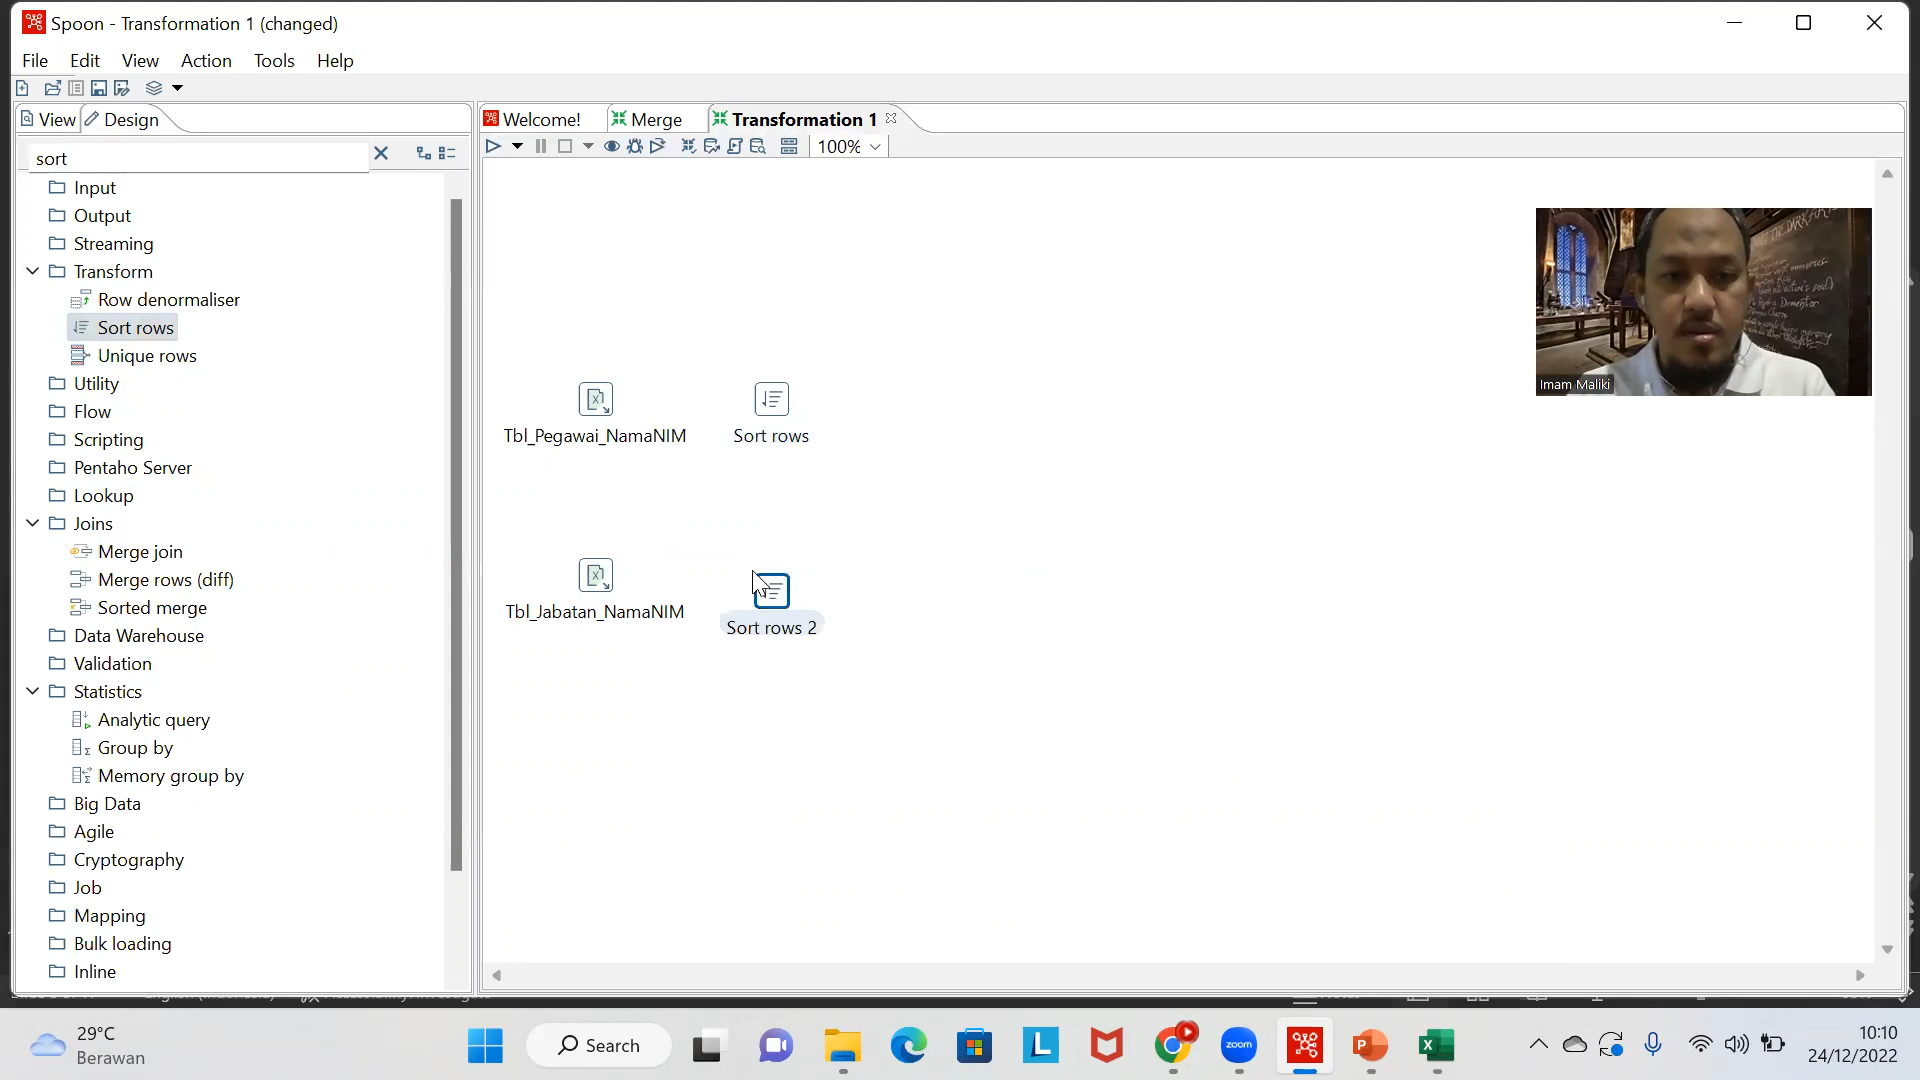 Spoon - Transformation 1 (changed)
File Edit View Action Tools Help
View Design
Welcome! Merge Transformation 1
sort
100%
Input
Output
Streaming
Transform
Row denormaliser
Sort rows
Unique rows
Utility
Flow
Scripting
Pentaho Server
Lookup
Joins
Merge join
Merge rows (diff)
Sorted merge
Data Warehouse
Validation
Statistics
Analytic query
Group by
Memory group by
Big Data
Agile
Cryptography
Job
Mapping
Bulk loading
Inline
Tbl_Pegawai_NamaNIM
Sort rows
Tbl_Jabatan_NamaNIM
Sort rows 2
Imam Maliki
29°C
Berawan
Search
zoom
10:10
24/12/2022